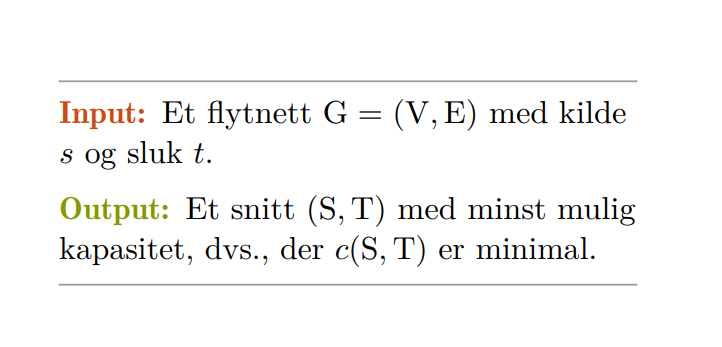 Input: Et flytnett G = (V, E) med kilde
s og sluk t.
Output: Et snitt (S, T) med minst mulig
kapasitet, dvs., der c(S, T) er minimal.